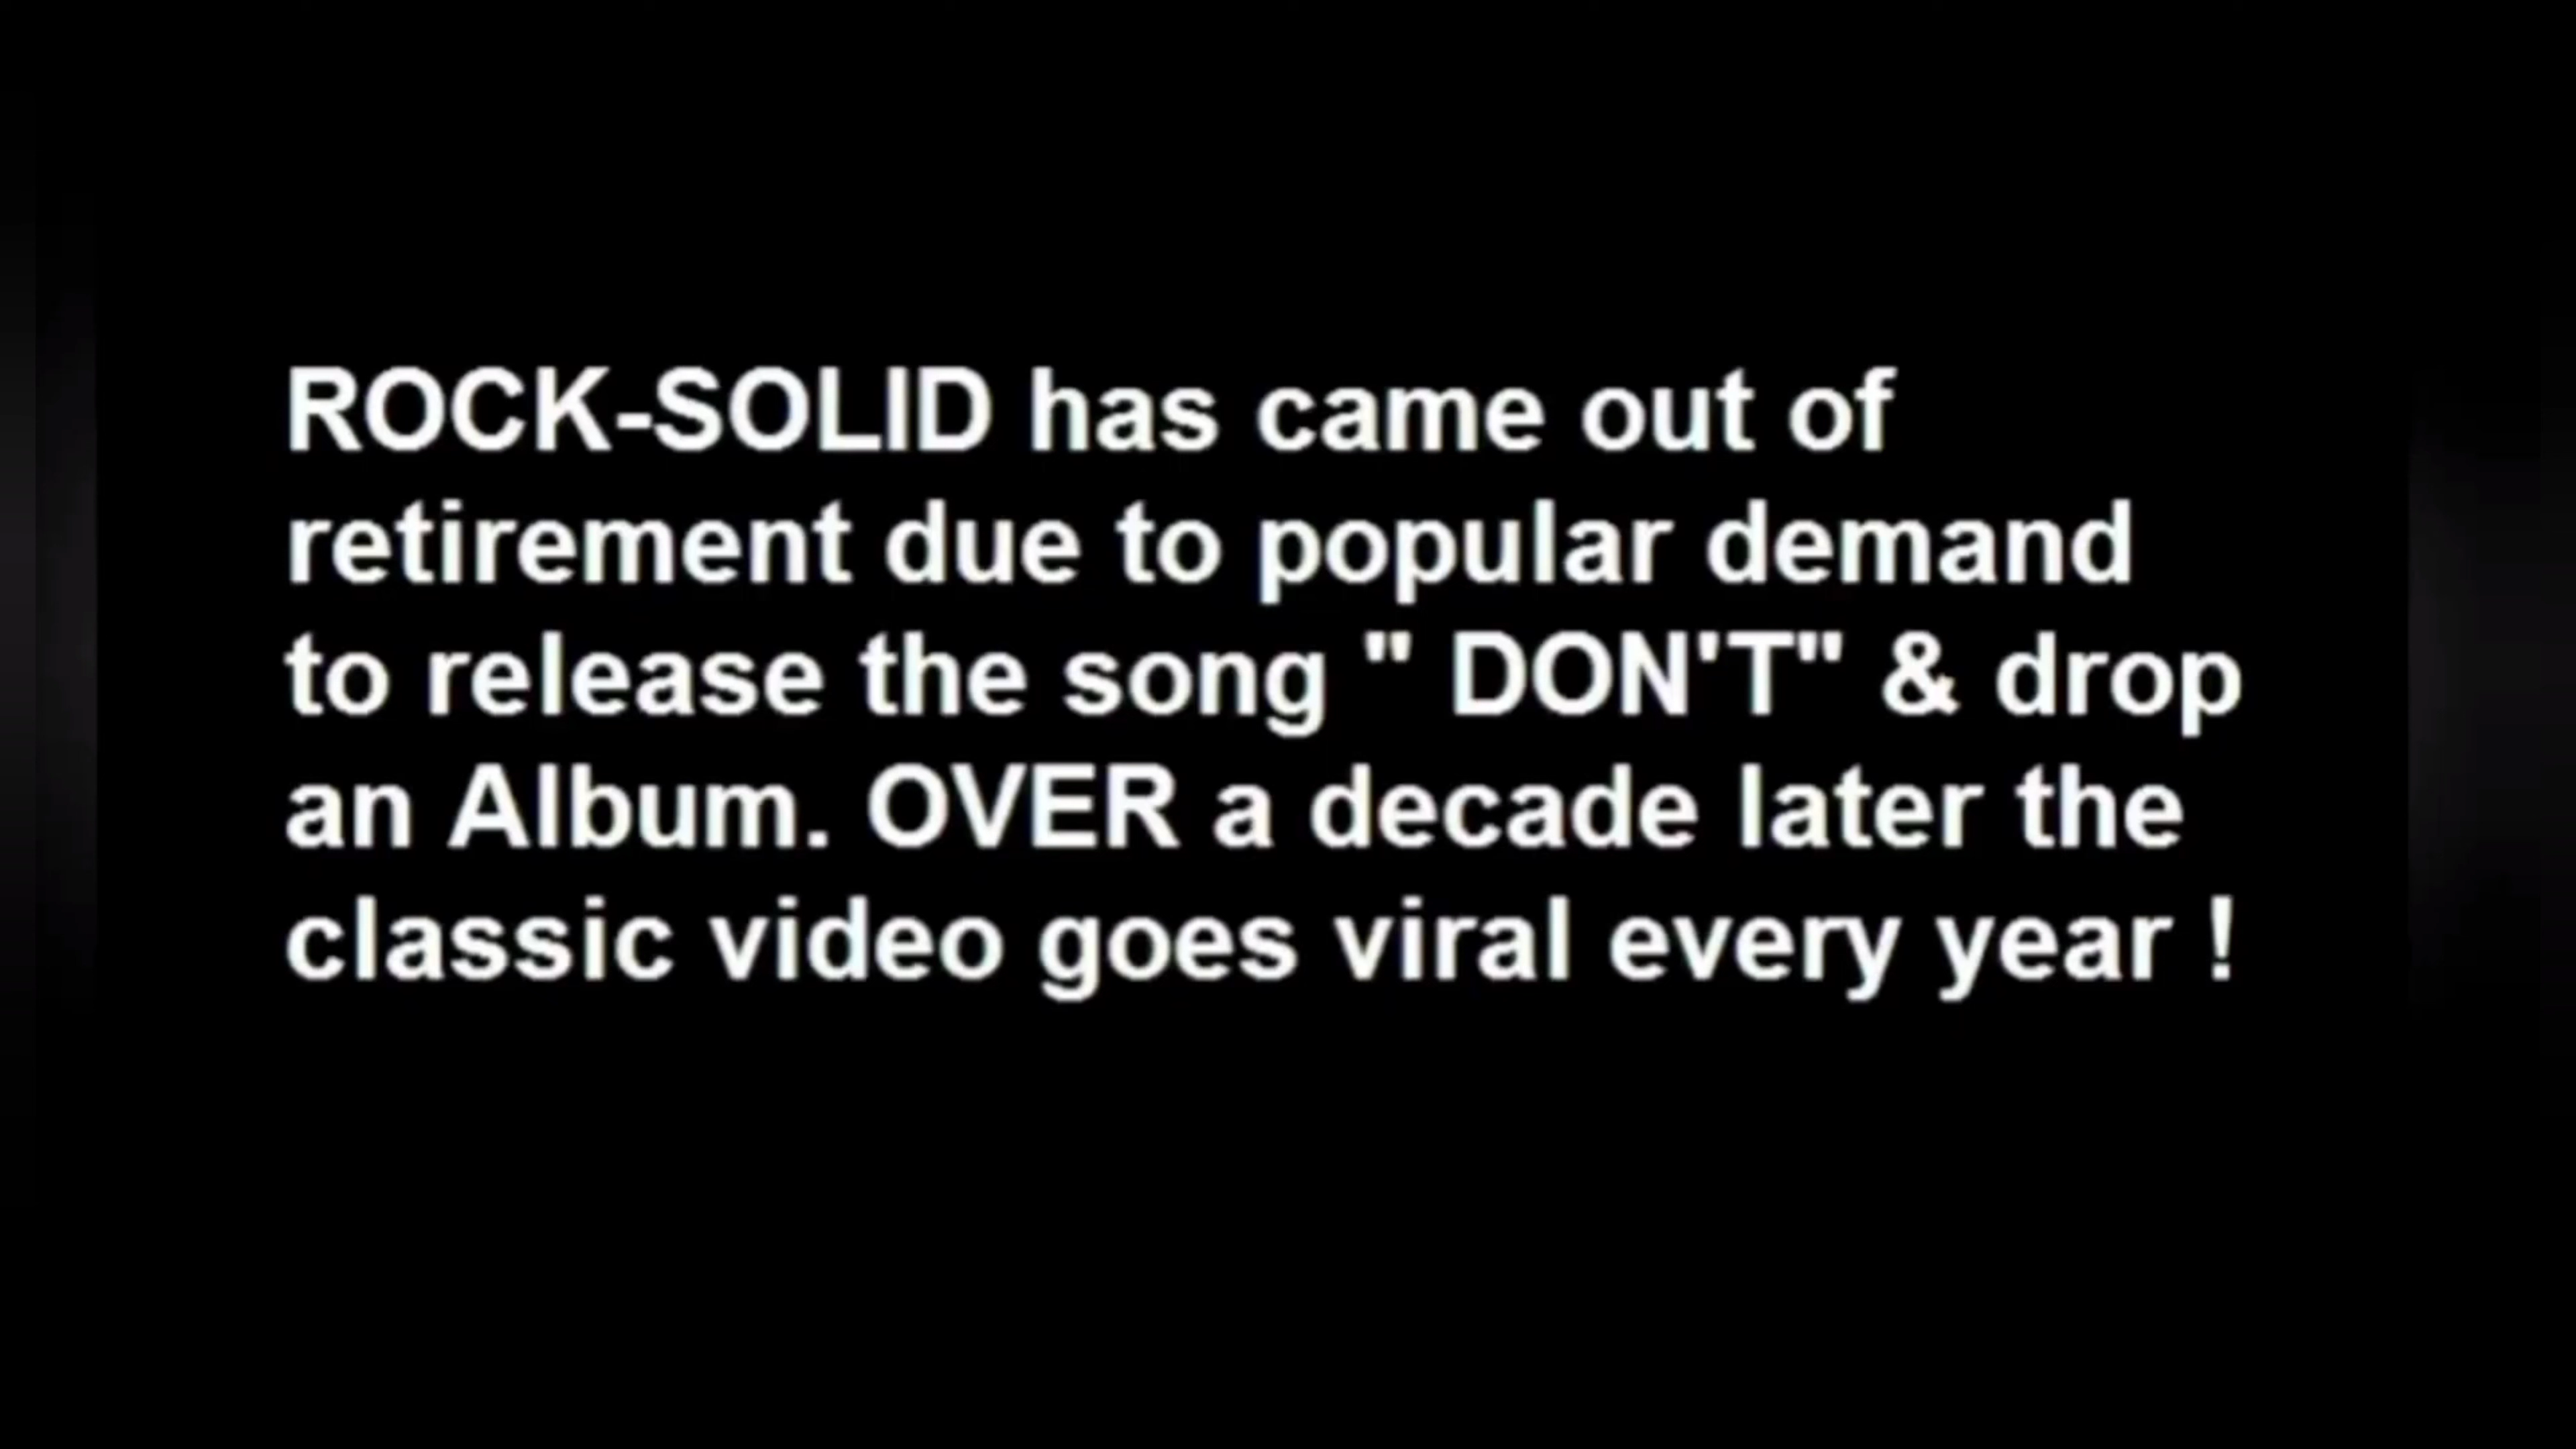 ROCK-SOLID has came out of
retirement due to popular demand
to release the song " DON'T" & drop
an Album. OVER a decade later the
classic video goes viral every year !